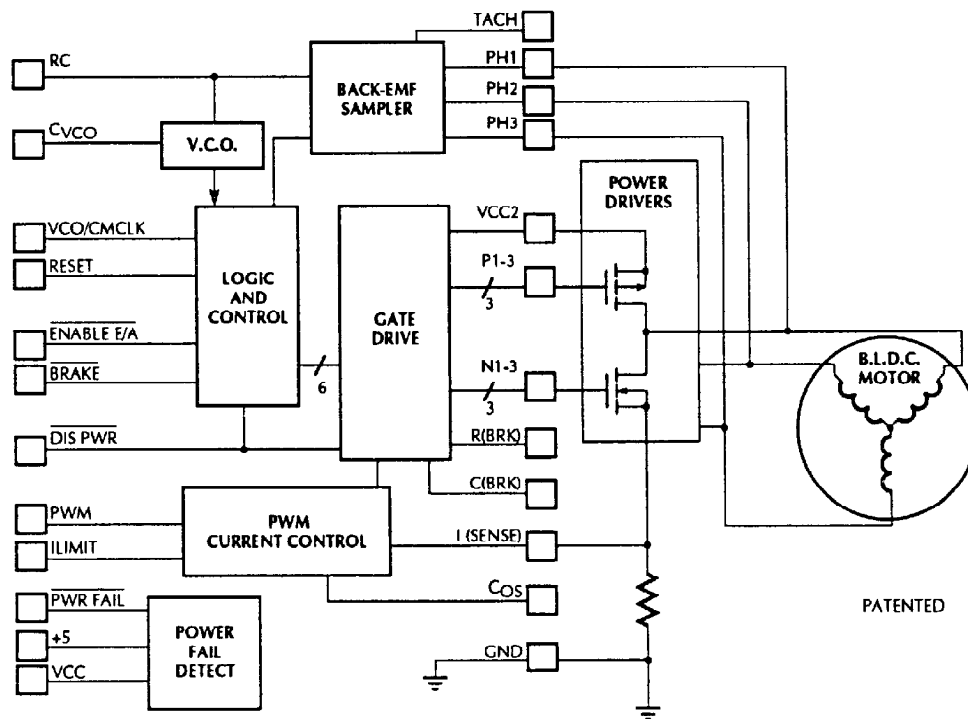 TACH
RC
PH1
BACK-EMF
SAMPLER
PH2
CVCO
PH3
V.C.O.
POWER
DRIVERS
VCC2
VCO/CMCLK
RESET
P1-3
3
LOGIC
AND
CONTROL
GATE
DRIVE
ENABLE E/A
BRAKE
6
N1-3
3
B.L.D.C.
MOTOR
DIS PWR
R(BRK)
C(BRK)
PWM
ILIMIT
PWM
CURRENT CONTROL
I (SENSE)
COS
PWR FAIL
+5
VCC
POWER
FAIL
DETECT
GND
PATENTED